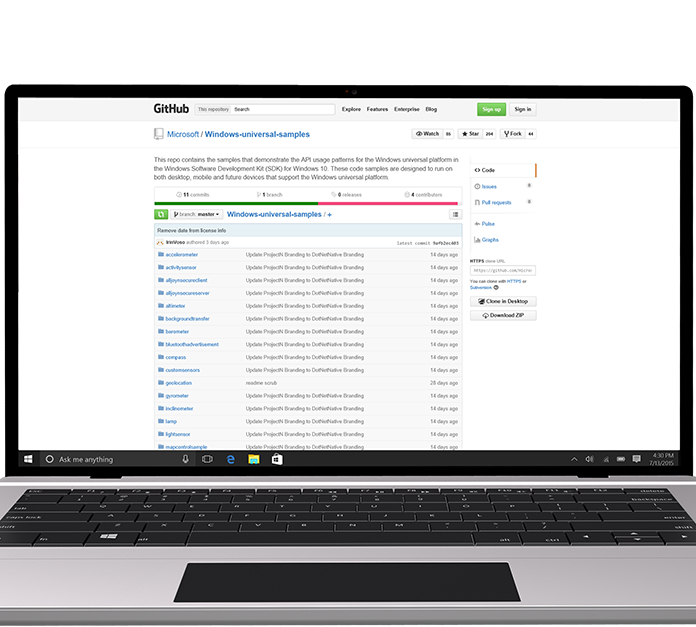 GitHub This repository Search Explore Features Enterprise Blog Sign up Sign in
Microsoft / Windows-universal-samples Watch Star 204 Fork 44
This repo contains the samples that demonstrate the API usage patterns for the Windows universal platform in
the Windows Software Development Kit (SDK) for Windows 10. These code samples are designed to run on
both desktop, mobile and future devices that support the Windows universal platform.
11 commits 1 branch 0 releases 4 contributors
branch: master Windows-universal-samples / +
Remove date from license info
authored 3 days ago latest commit
accelerometer Update ProjectN Branding to DotNetNative Branding 14 days ago
activitysensor Update ProjectN Branding to DotNetNative Branding 14 days ago
alljoynsecureclient Update ProjectN Branding to DotNetNative Branding 14 days ago
alljoynsecureserver Update ProjectN Branding to DotNetNative Branding 14 days ago
altimeter Update ProjectN Branding to DotNetNative Branding 14 days ago
backgroundtransfer Update ProjectN Branding to DotNetNative Branding 14 days ago
barometer Update ProjectN Branding to DotNetNative Branding 14 days ago
bluetoothadvertisement Update ProjectN Branding to DotNetNative Branding 14 days ago
compass Update ProjectN Branding to DotNetNative Branding 14 days ago
customsensors Update ProjectN Branding to DotNetNative Branding 14 days ago
geolocation readme scrub 28 days ago
gyrometer Update ProjectN Branding to DotNetNative Branding 14 days ago
inclinometer Update ProjectN Branding to DotNetNative Branding 14 days ago
lamp Update ProjectN Branding to DotNetNative Branding 14 days ago
lightsensor Update ProjectN Branding to DotNetNative Branding 14 days ago
mapcontrolsample Update ProjectN Branding to DotNetNative Branding 14 days ago
Code
Issues
Pull requests
Pulse
Graphs
HTTPS clone URL
You can clone with HTTPS or
Subversion.
Clone in Desktop
Download ZIP
Ask me anything
4:30 PM
7/13/2015
delete
backspace
tab
caps lock enter
shift shift
fn alt alt ctrl